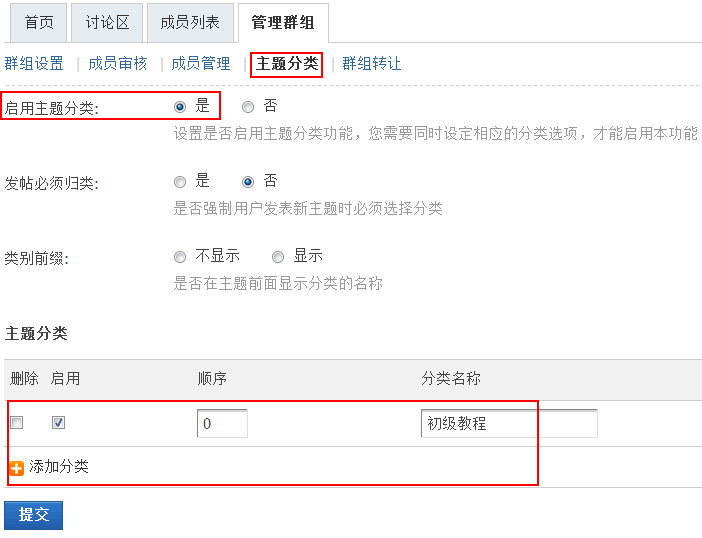 首页 讨论区 成员列表 管理群组
群组设置 | 成员审核 | 成员管理 | 主题分类 | 群组转让
启用主题分类: 是 否
设置是否启用主题分类功能，您需要同时设定相应的分类选项，才能启用本功能
发帖必须归类: 是 否
是否强制用户发表新主题时必须选择分类
类别前缀: 不显示 显示
是否在主题前面显示分类的名称
主题分类
删除 启用 顺序 分类名称
0 初级教程
添加分类
提交